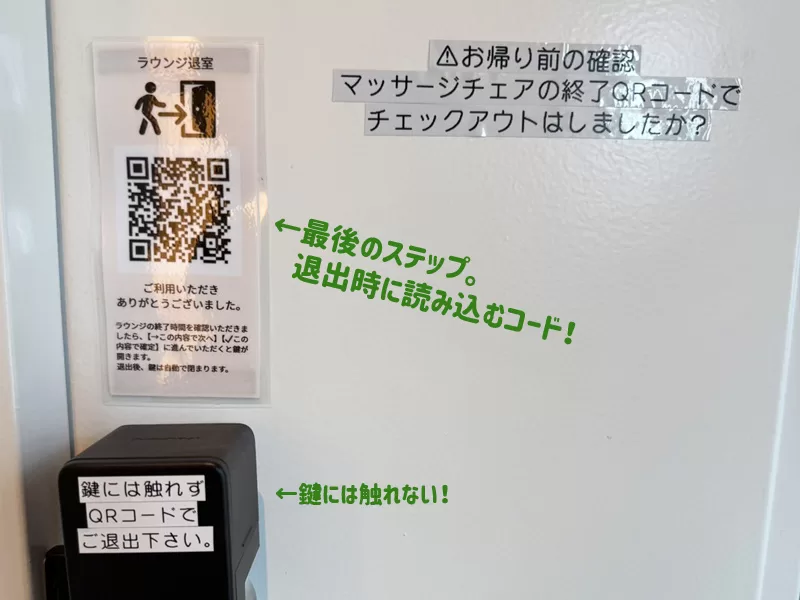 ラウンジ退室
ご利用いただき
ありがとうございました。
ラウンジの終了時間を確認いただきま
したら、【→この内容で次へ】【✓この
内容で確定】に進んでいただくと鍵が
開きます。
退出後、鍵は自動で閉まります。
⚠お帰り前の確認
マッサージチェアの終了QRコードで
チェックアウトはしましたか?
←最後のステップ。
退出時に読み込むコード!
鍵には触れず
QRコードで
ご退出下さい。
←鍵には触れない!